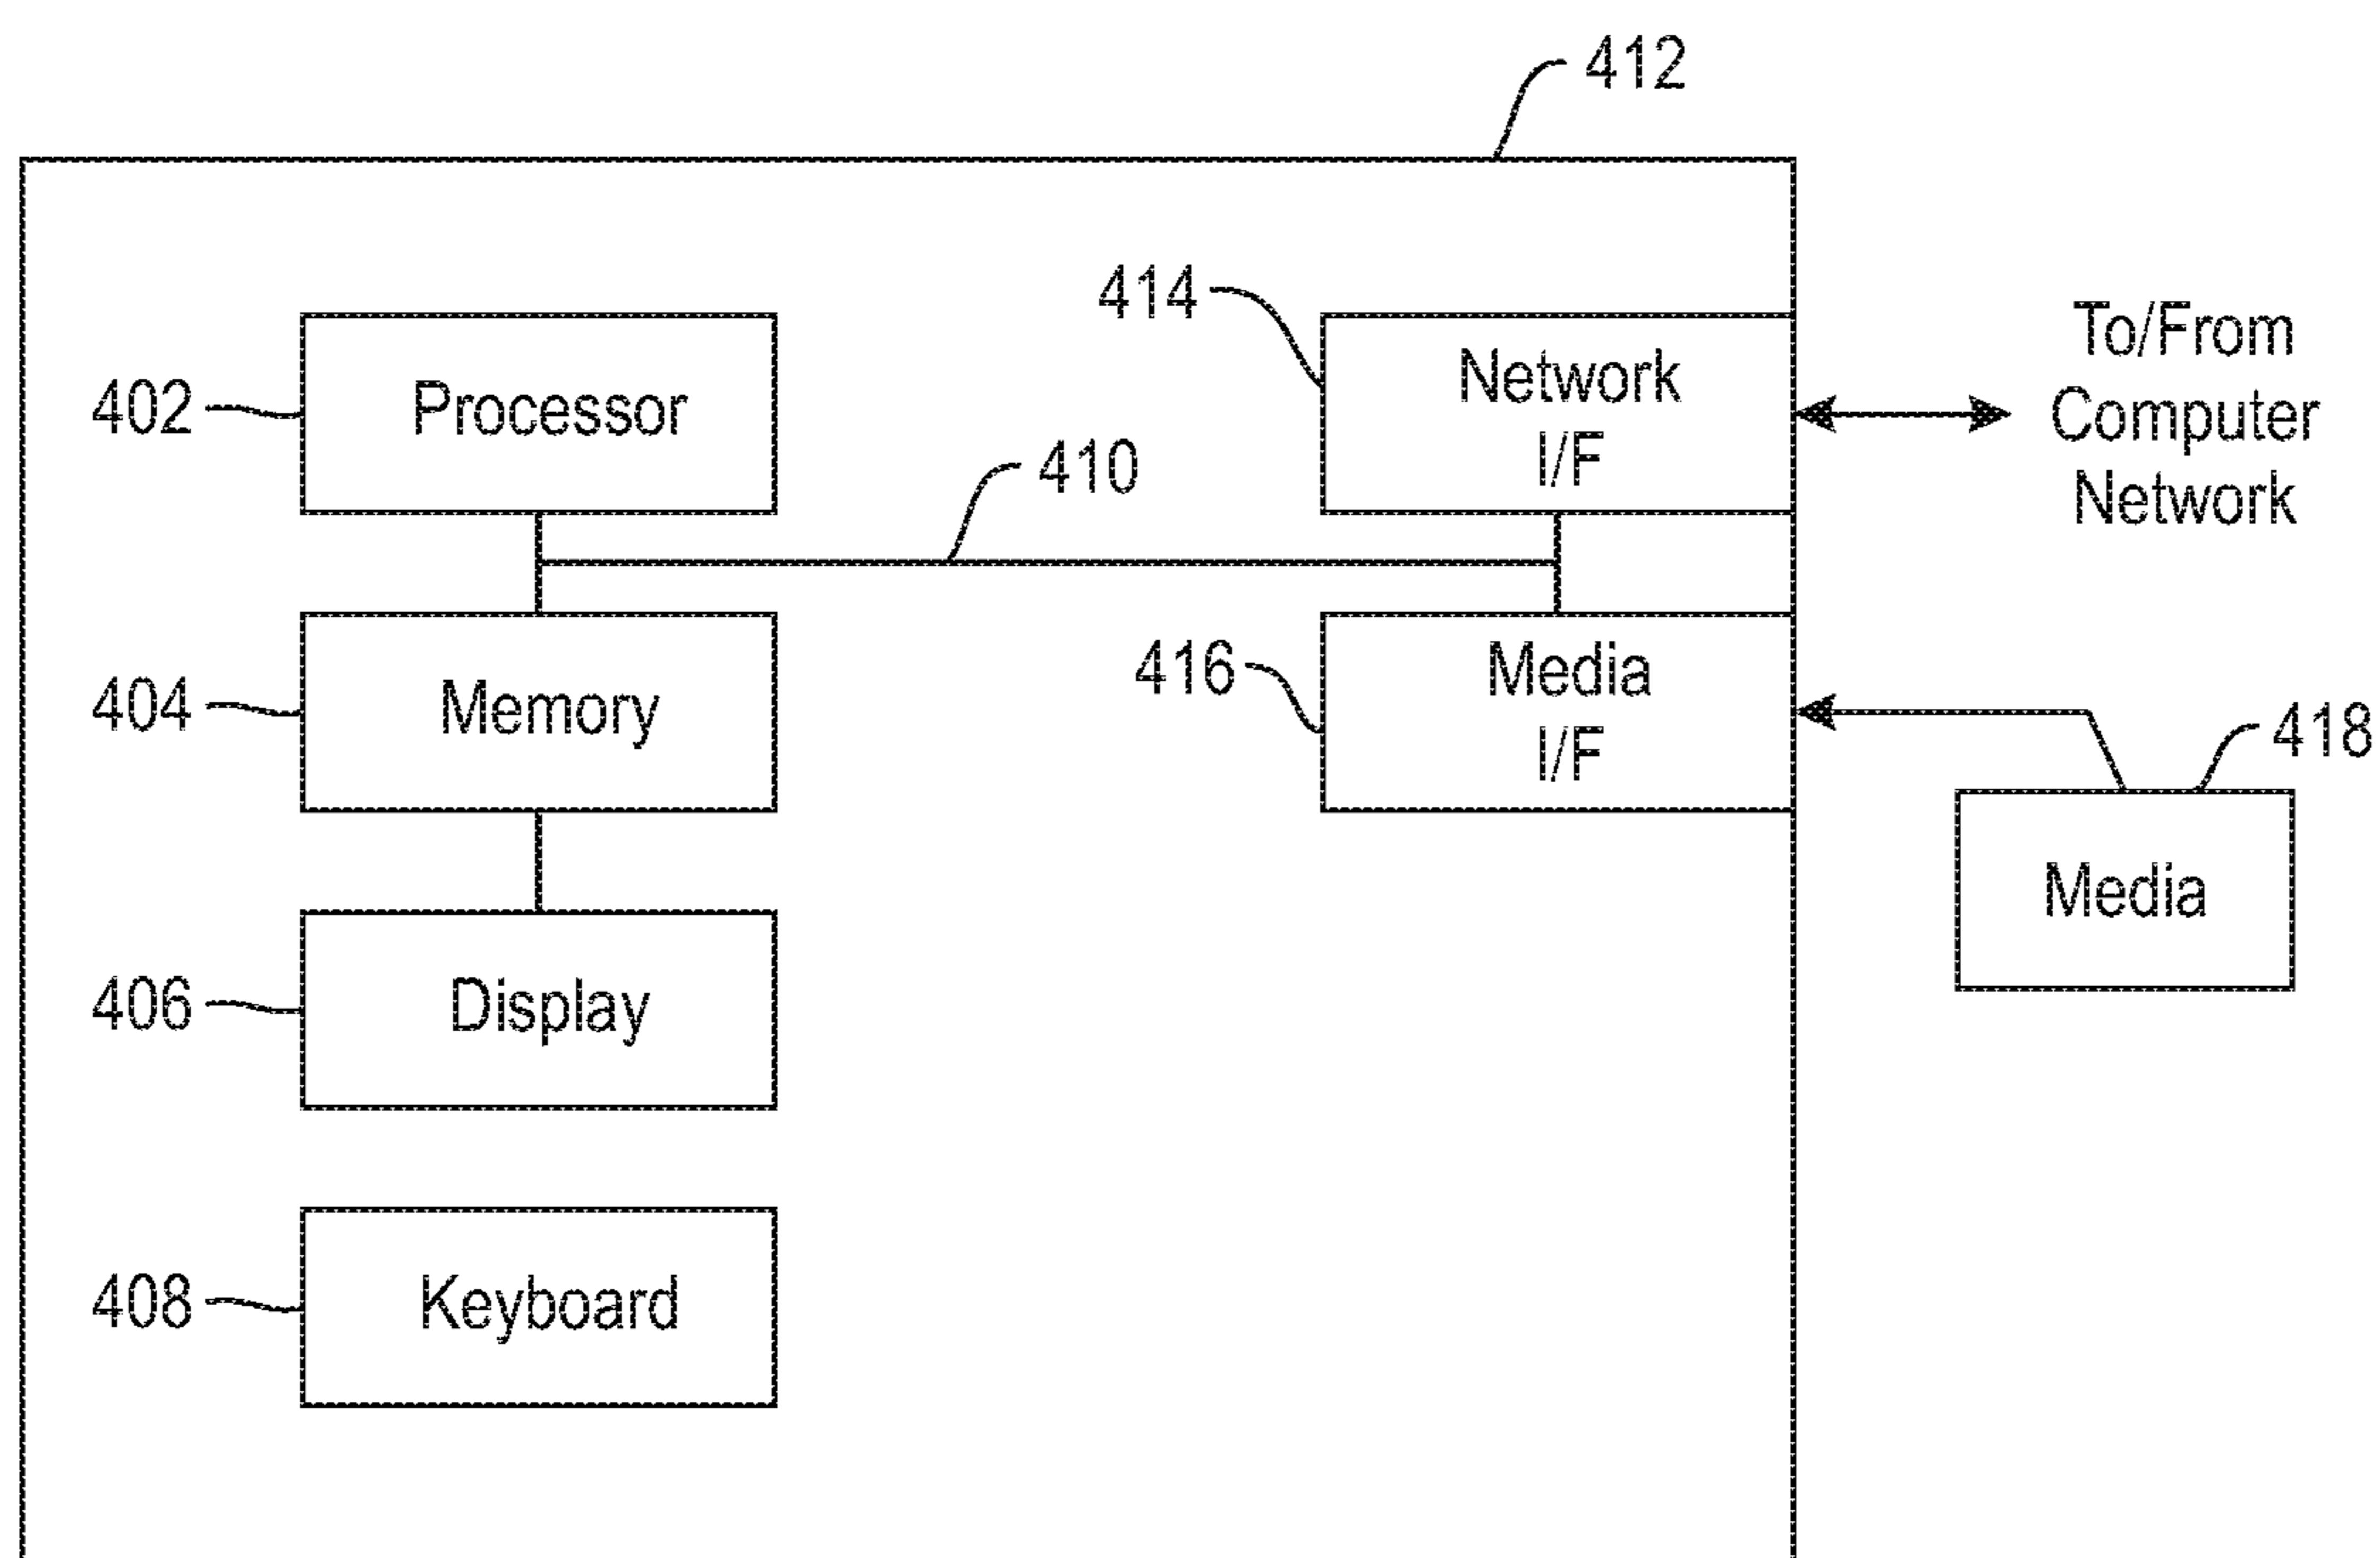 412
414
Network
I/F
To/From
Computer
Network
402
Processor
410
404
Memory
416
Media
I/F
418
Media
406
Display
408
Keyboard